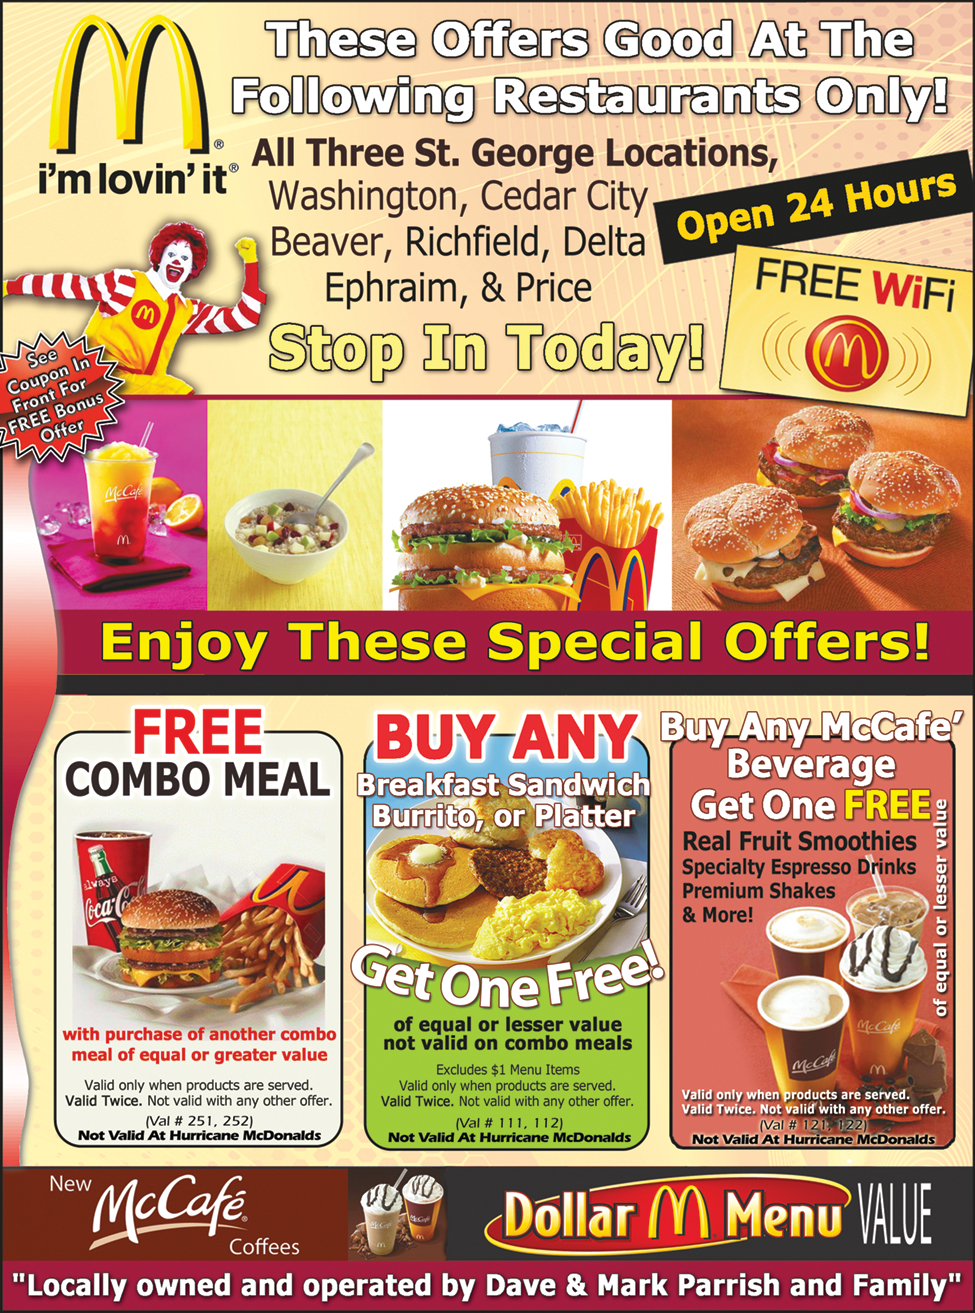 These Offers Good At The
Following Restaurants Only!
i'm lovin' it®
All Three St. George Locations,
Washington, Cedar City
Beaver, Richfield, Delta
Ephraim, & Price
Stop In Today!
Open 24 Hours
FREE WiFi
See
Coupon In
Front For
FREE Bonus
Offer
McCafé
Enjoy These Special Offers!
FREE
COMBO MEAL
always
Coca-Co
with purchase of another combo
meal of equal or greater value
Valid only when products are served.
Valid Twice. Not valid with any other offer.
(Val # 251, 252)
Not Valid At Hurricane McDonalds
BUY ANY
Breakfast Sandwich
Burrito, or Platter
Get One Free!
of equal or lesser value
not valid on combo meals
Excludes $1 Menu Items
Valid only when products are served.
Valid Twice. Not valid with any other offer.
(Val # 111, 112)
Not Valid At Hurricane McDonalds
Buy Any McCafe'
Beverage
Get One FREE
of equal or lesser value
Real Fruit Smoothies
Specialty Espresso Drinks
Premium Shakes
& More!
McCafé
McCafé
Valid only when products are served.
Valid Twice. Not valid with any other offer.
(Val # 121, 122)
Not Valid At Hurricane McDonalds
New
McCafé®
Coffees
Dollar M Menu VALUE
"Locally owned and operated by Dave & Mark Parrish and Family"